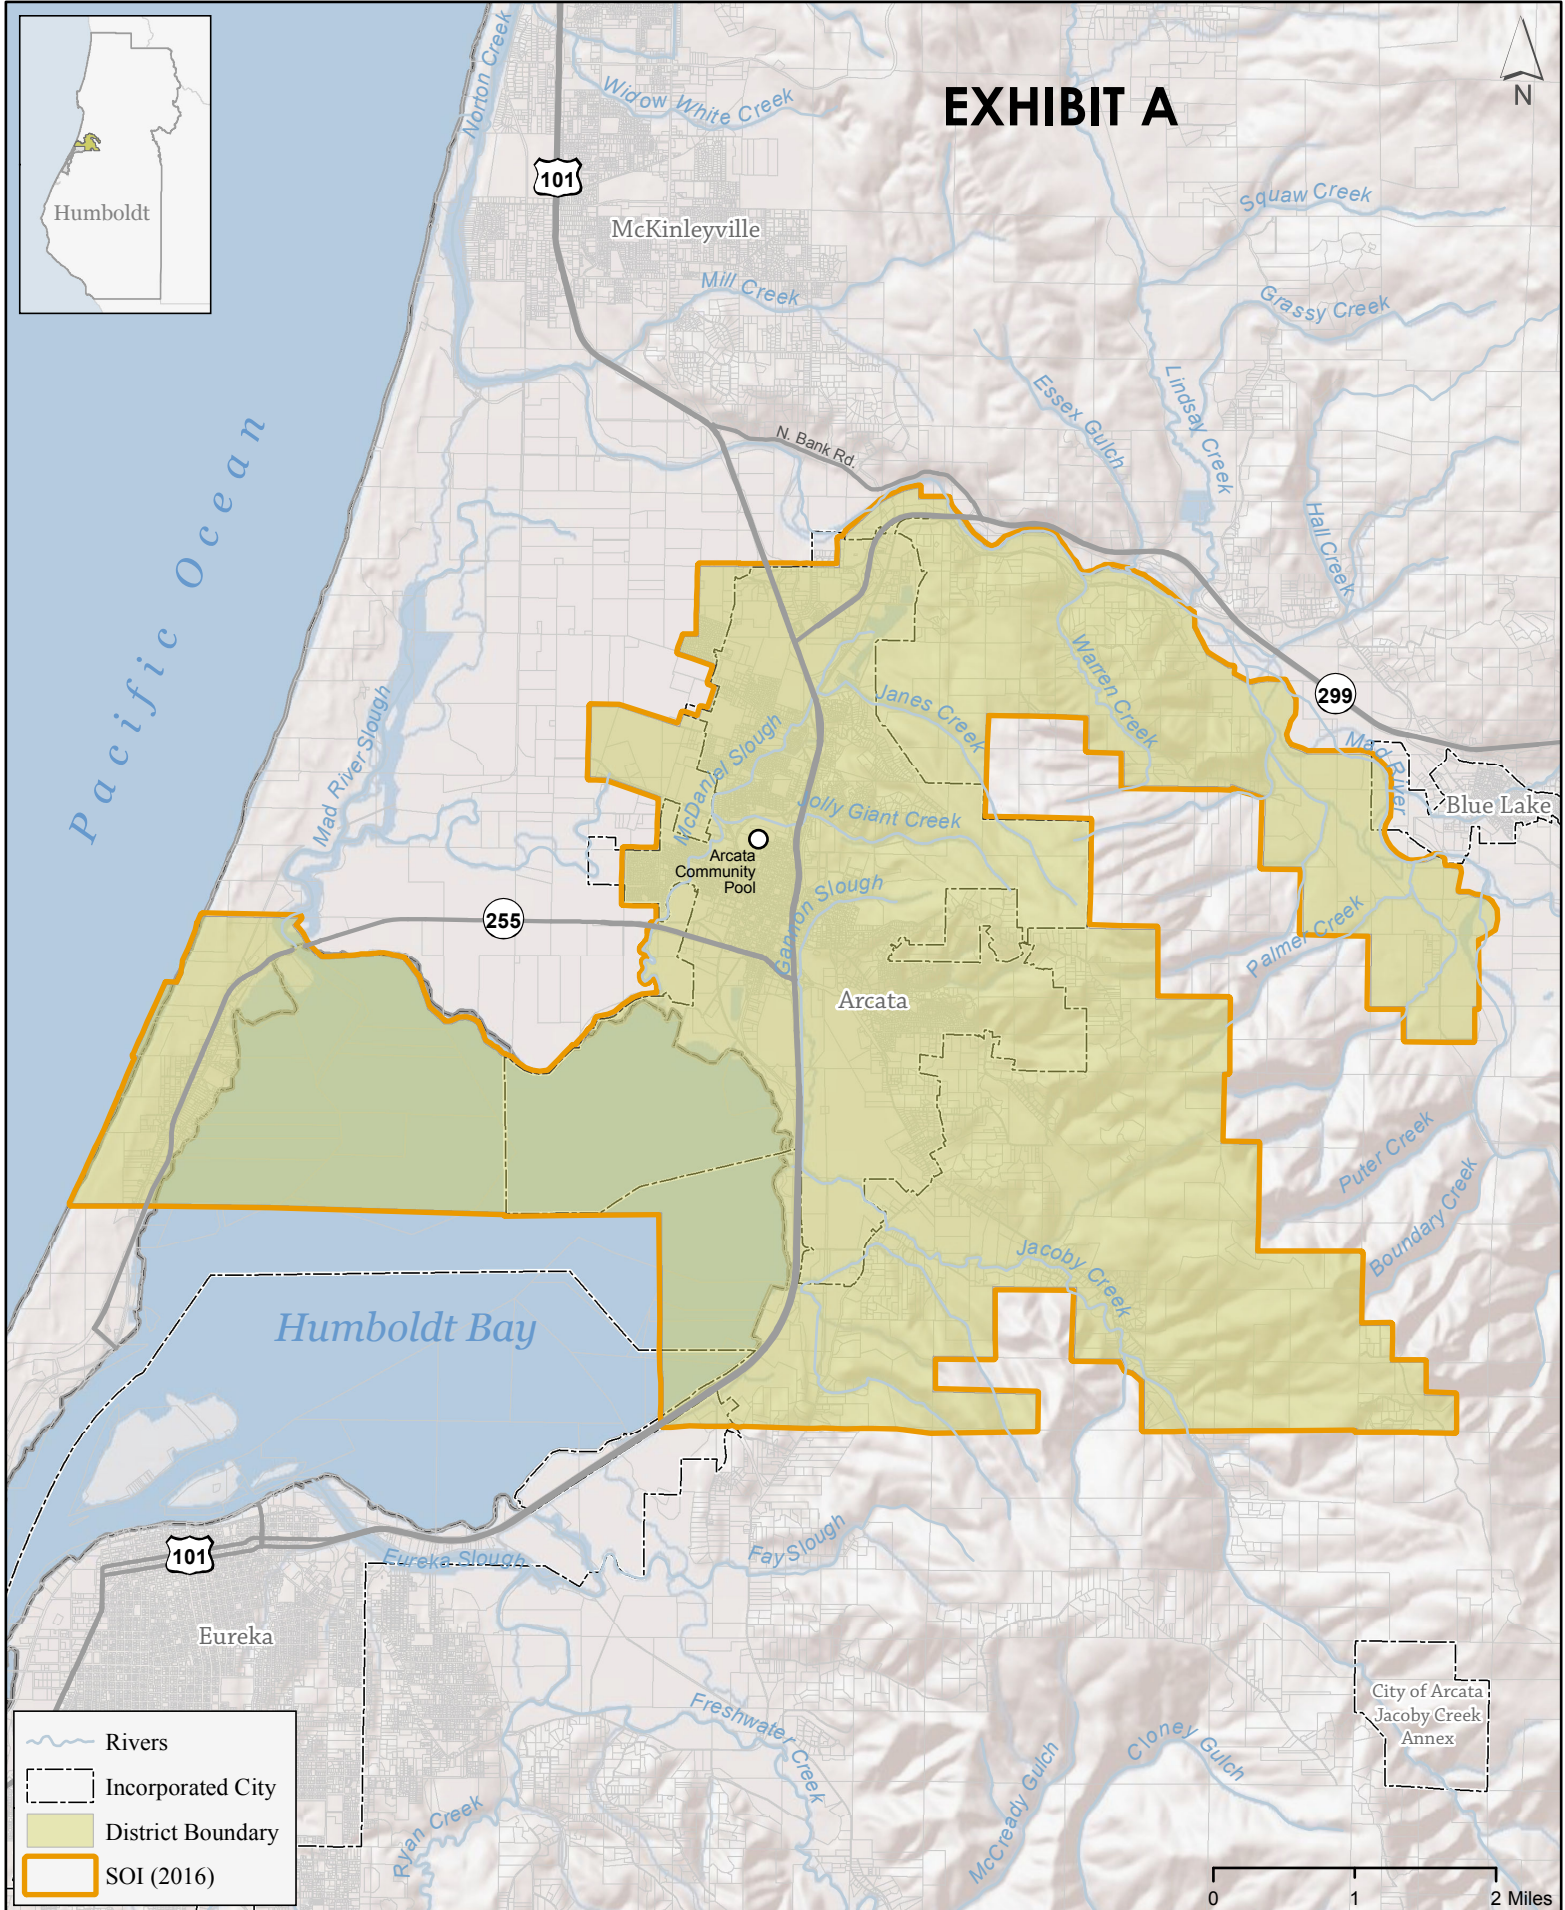 EXHIBIT A
N
Humboldt
Norton Creek
Widow White Creek
101
McKinleyville
Squaw Creek
Mill Creek
Grassy Creek
Essex Gulch
Lindsay Creek
Hall Creek
N. Bank Rd.
Pacific Ocean
Mad River Slough
Warren Creek
Janes Creek
299
Mad River
McDaniel Slough
Jolly Giant Creek
Blue Lake
Arcata
Community
Pool
Gannon Slough
255
Palmer Creek
Arcata
Puter Creek
Boundary Creek
Jacoby Creek
Humboldt Bay
101
Eureka Slough
Fay Slough
Eureka
Freshwater Creek
City of Arcata
Jacoby Creek
Annex
Cloney Gulch
McCready Gulch
Ryan Creek
Rivers
Incorporated City
District Boundary
SOI (2016)
0 1 2 Miles